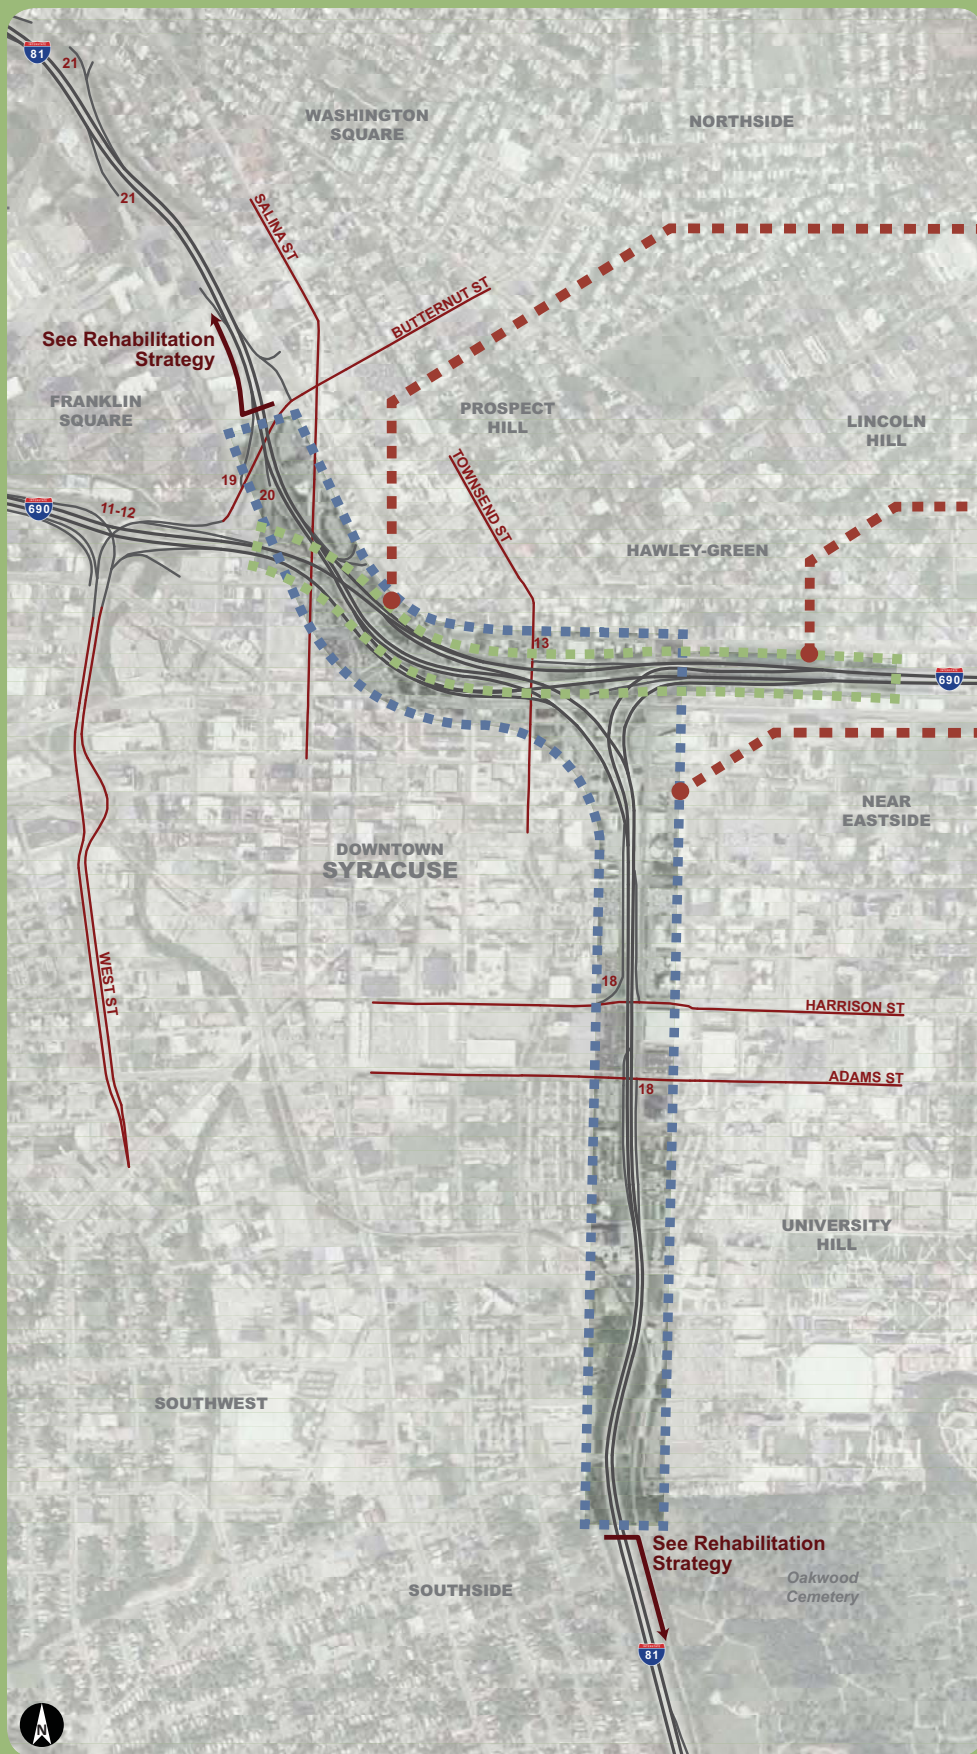 81
21
WASHINGTON
SQUARE
NORTHSIDE
21
SALINA ST
BUTTERNUT ST
See Rehabilitation
Strategy
FRANKLIN
SQUARE
PROSPECT
HILL
LINCOLN
HILL
TOWNSEND ST
19
20
690
11-12
HAWLEY-GREEN
13
690
NEAR
EASTSIDE
DOWNTOWN
SYRACUSE
WEST ST
18
HARRISON ST
ADAMS ST
18
UNIVERSITY
HILL
SOUTHWEST
See Rehabilitation
Strategy
Oakwood
Cemetery
SOUTHSIDE
81
N